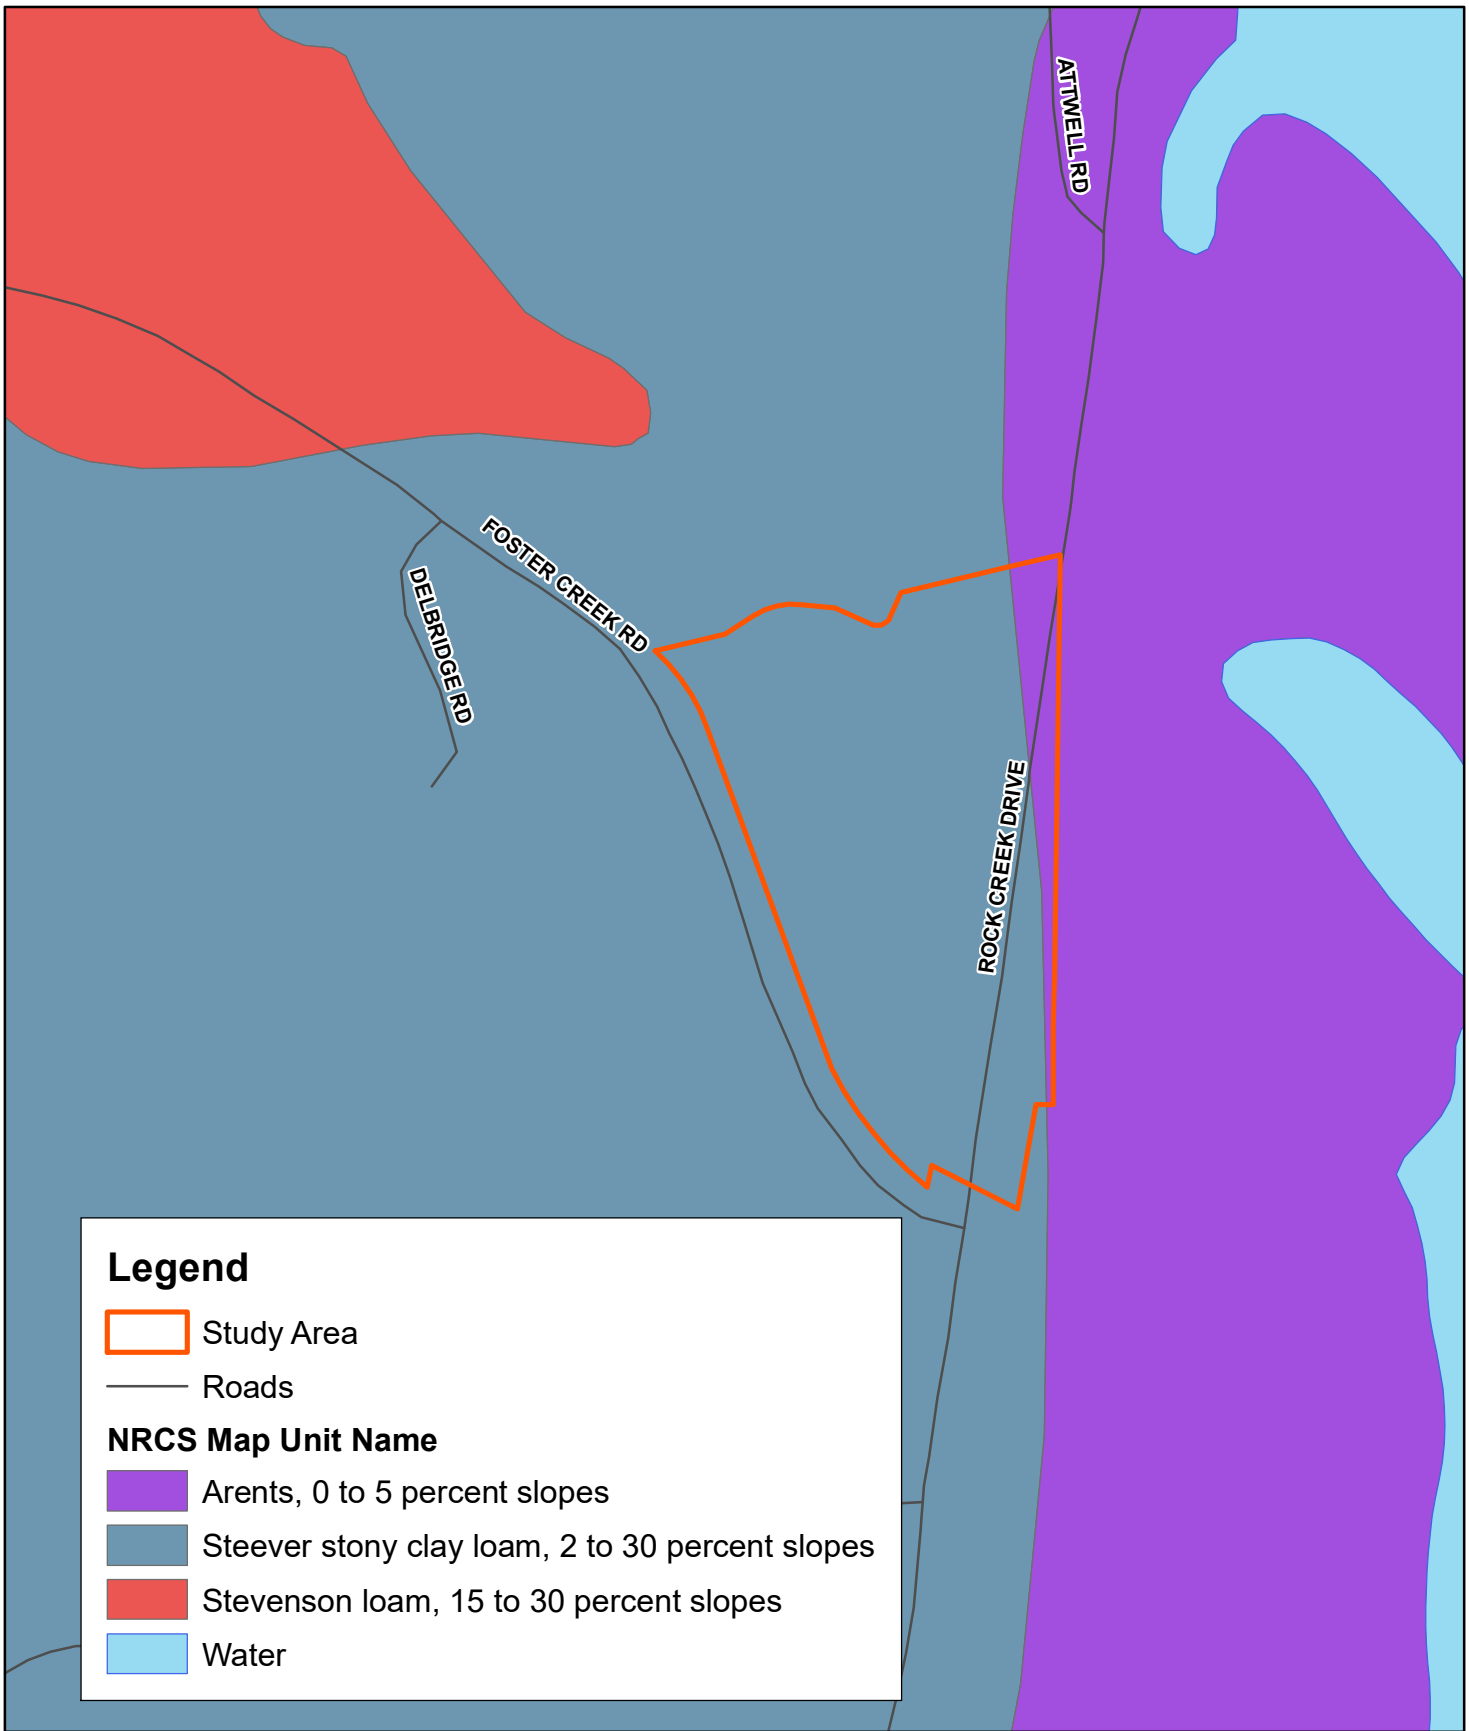 ATTWELL RD
FOSTER CREEK RD
DELBRIDGE RD
ROCK CREEK DRIVE
Legend
Study Area
Roads
NRCS Map Unit Name
Arents, 0 to 5 percent slopes
Steever stony clay loam, 2 to 30 percent slopes
Stevenson loam, 15 to 30 percent slopes
Water